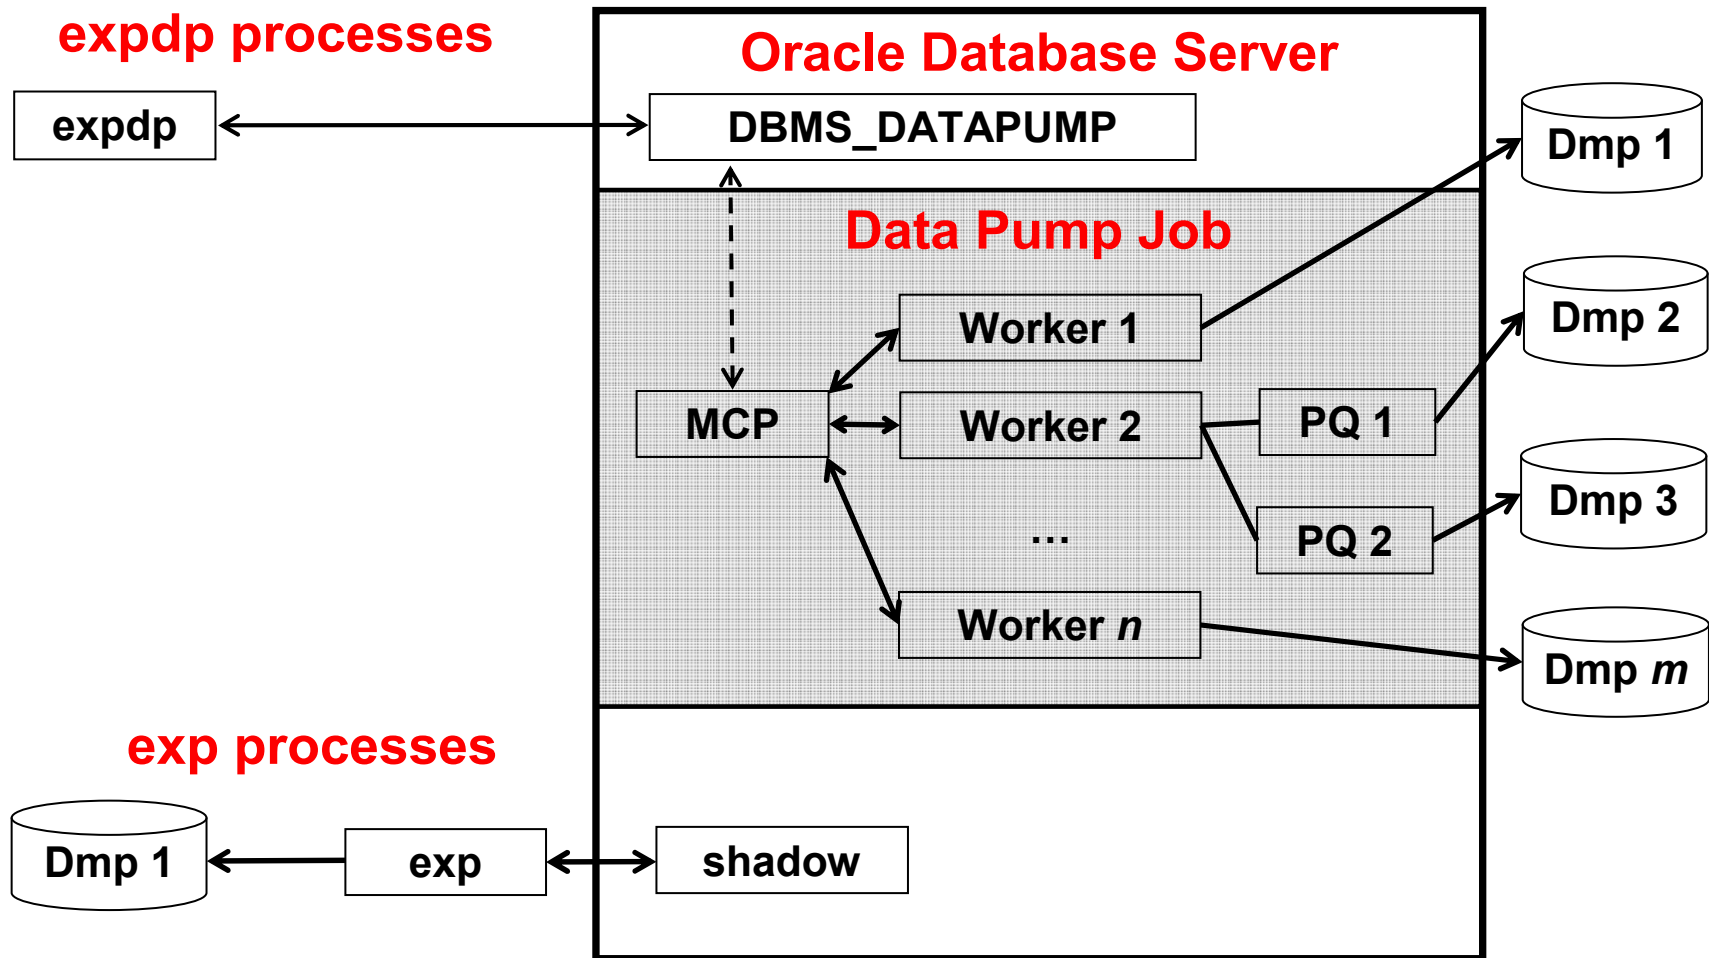 expdp processes
Oracle Database Server
expdp
DBMS_DATAPUMP
Dmp 1
Data Pump Job
Worker 1
Dmp 2
MCP
Worker 2
PQ 1
Dmp 3
...
PQ 2
Worker n
Dmp m
exp processes
Dmp 1
exp
shadow